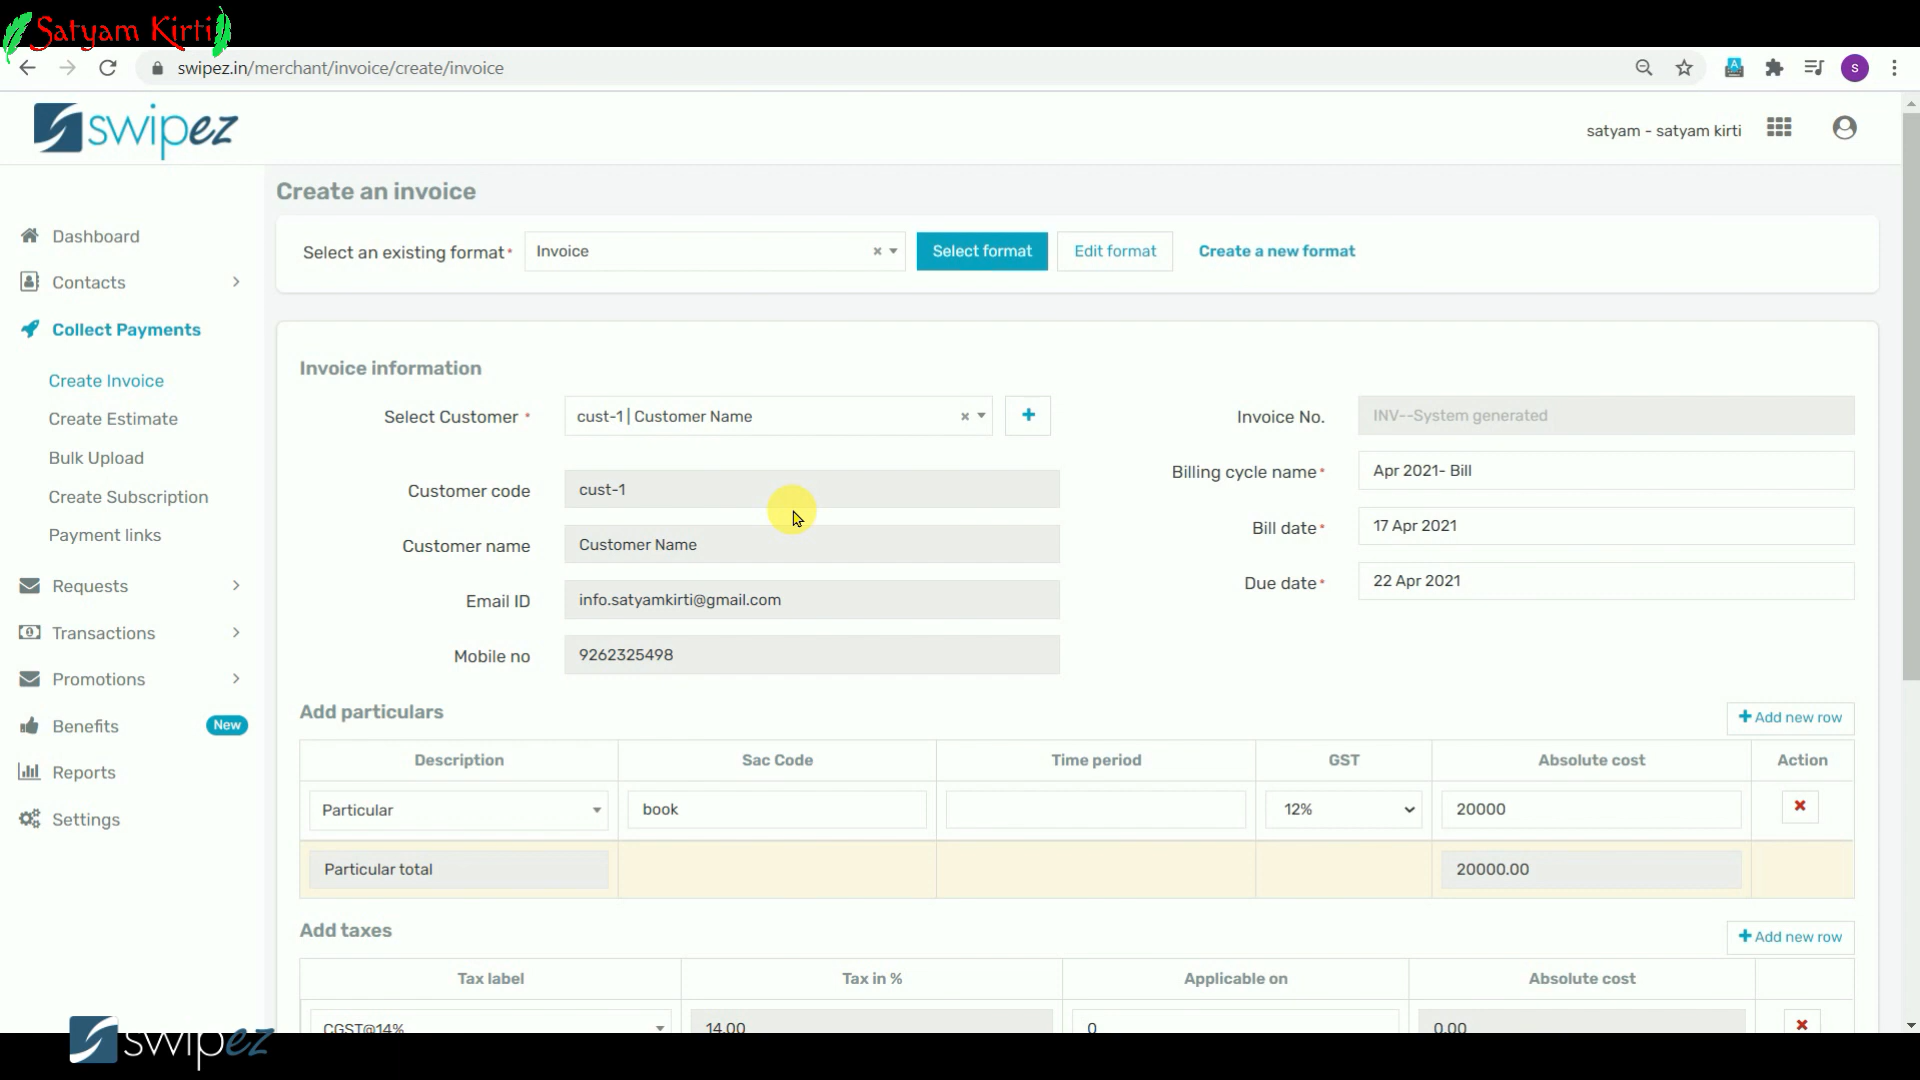 Satyam Kirti
swipez.in/merchant/invoice/create/invoice
A
s
swipez
satyam - satyam kirti
Create an invoice
Dashboard
Contacts
Collect Payments
Create Invoice
Create Estimate
Bulk Upload
Create Subscription
Payment links
Requests
Transactions
Promotions
Benefits New
Reports
Settings
Select an existing format* Invoice × Select format Edit format Create a new format
Invoice information
Select Customer * cust-1 | Customer Name × +
Customer code cust-1
Customer name Customer Name
Email ID info.satyamkirti@gmail.com
Mobile no 9262325498
Invoice No. INV--System generated
Billing cycle name* Apr 2021- Bill
Bill date* 17 Apr 2021
Due date* 22 Apr 2021
Add particulars + Add new row
Description Sac Code Time period GST Absolute cost Action
Particular book 12% 20000
Particular total 20000.00
Add taxes + Add new row
Tax label Tax in % Applicable on Absolute cost
CGST@14% 14.00 0 0.00
swipez